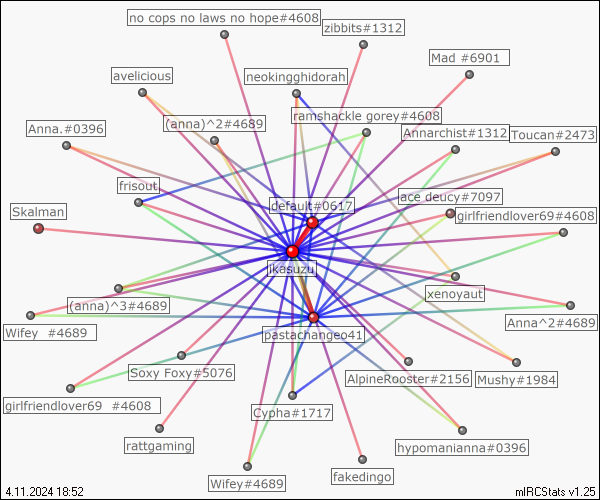 no cops no laws no hope#4608
zibbits#1312
Mad #6901
avelicious
neokingghidorah
ramshackle gorey#4608
Anna.#0396
(anna)^2#4689
Annarchist#1312
Toucan#2473
frisout
ace deucy#7097
default#0617
Skalman
girlfriendlover69#4608
ikasuzu
xenoyaut
(anna)^3#4689
Anna^2#4689
Wifey #4689
pastachangeo41
Soxy Foxy#5076
AlpineRooster#2156
Mushy#1984
girlfriendlover69 #4608
Cypha#1717
rattgaming
hypomanianna#0396
Wifey#4689
fakedingo
4.11.2024 18:52
mIRCStats v1.25